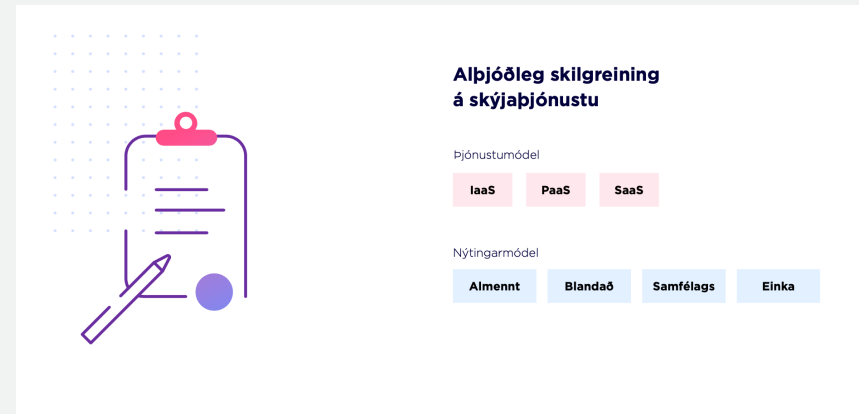 Alþjóðleg skilgreining
á skýjaþjónustu
Þjónustumódel
IaaS PaaS SaaS
Nýtingarmódel
Almennt Blandað Samfélags Einka